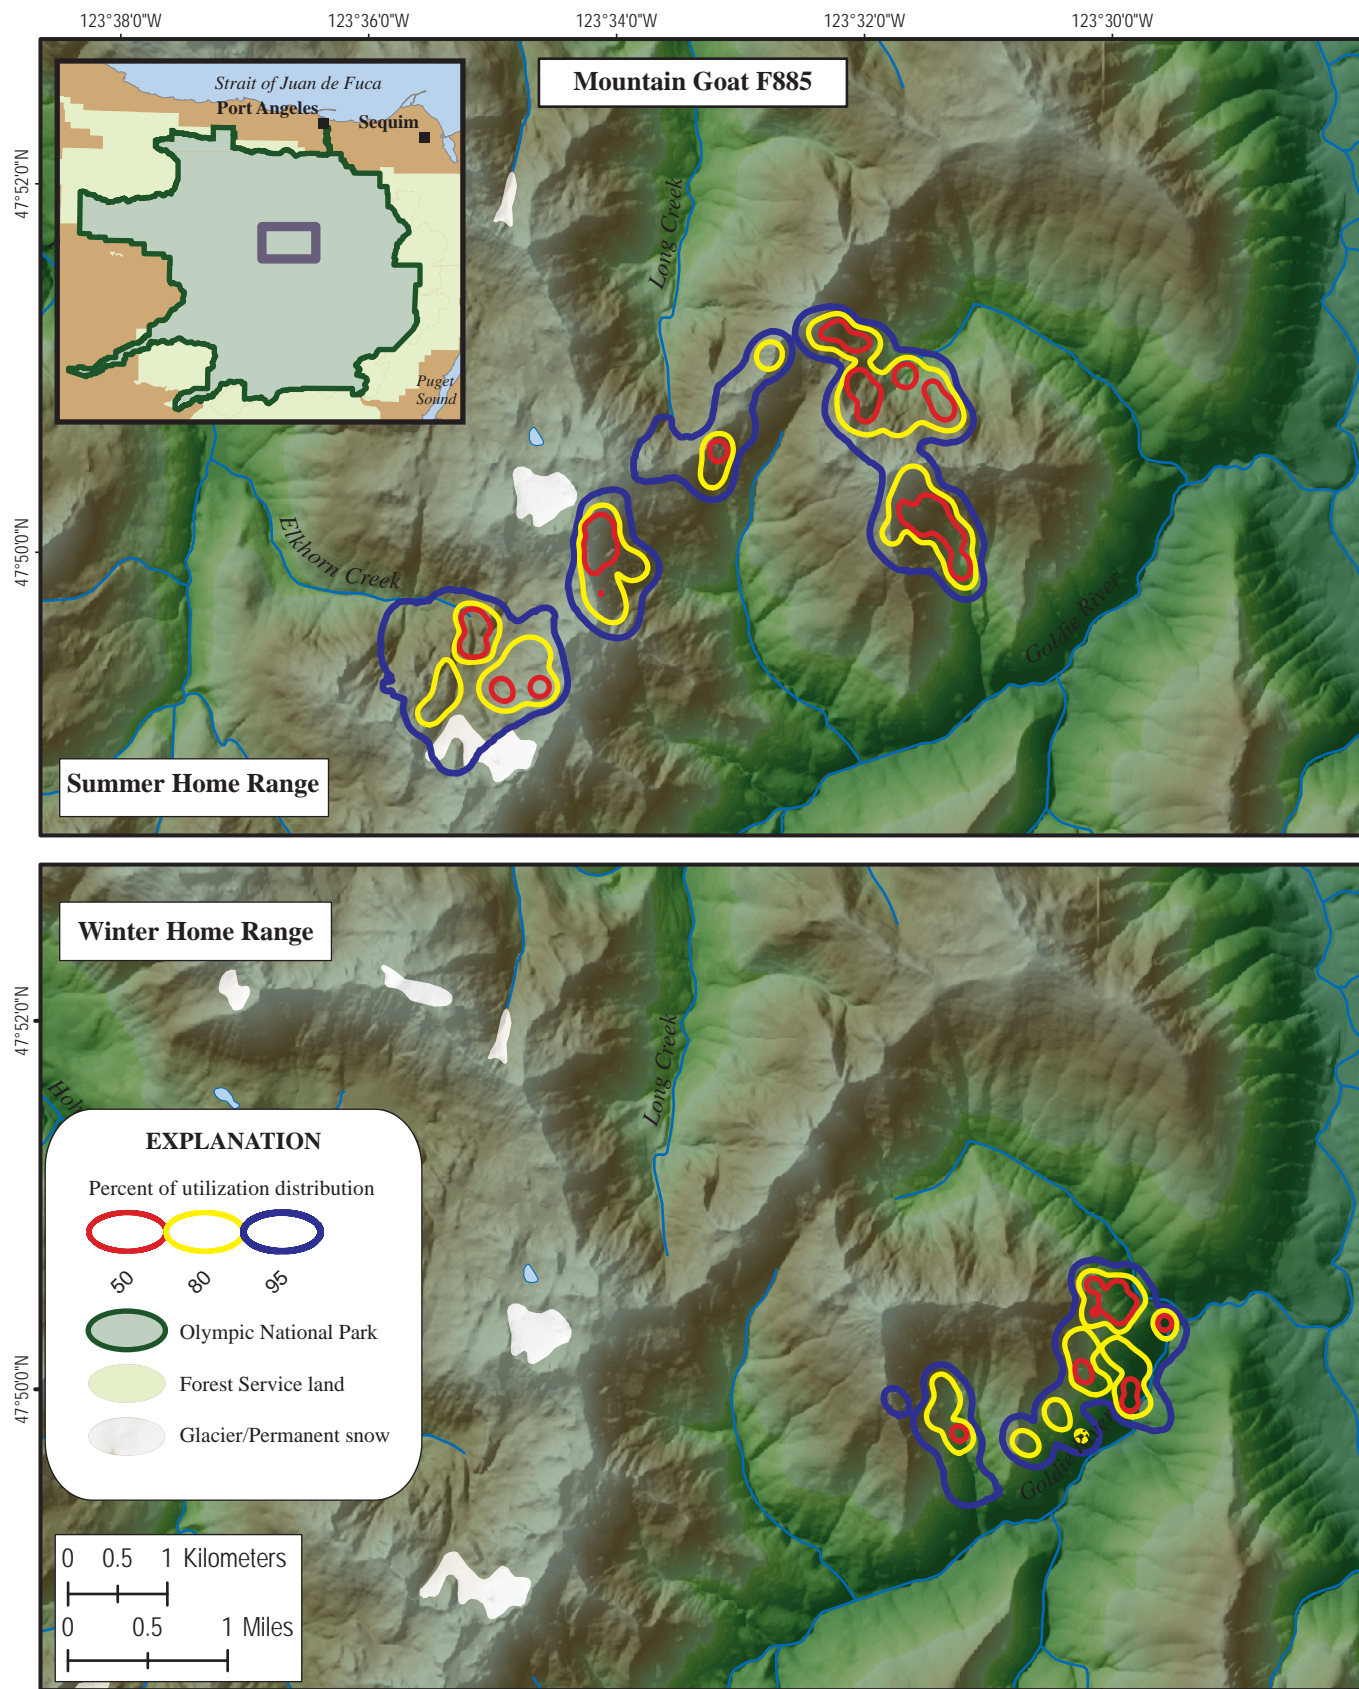 123°38'0"W 123°36'0"W 123°34'0"W 123°32'0"W 123°30'0"W
Mountain Goat F885
Strait of Juan de Fuca
Port Angeles
Sequim
Puget
Sound
47°52'0"N
Long Creek
47°50'0"N
Elkhorn Creek
Goldie River
Summer Home Range
Winter Home Range
47°52'0"N
Long Creek
Hoh
EXPLANATION
Percent of utilization distribution
50 80 95
Olympic National Park
Forest Service land
Glacier/Permanent snow
47°50'0"N
Goldie River
0 0.5 1 Kilometers
0 0.5 1 Miles